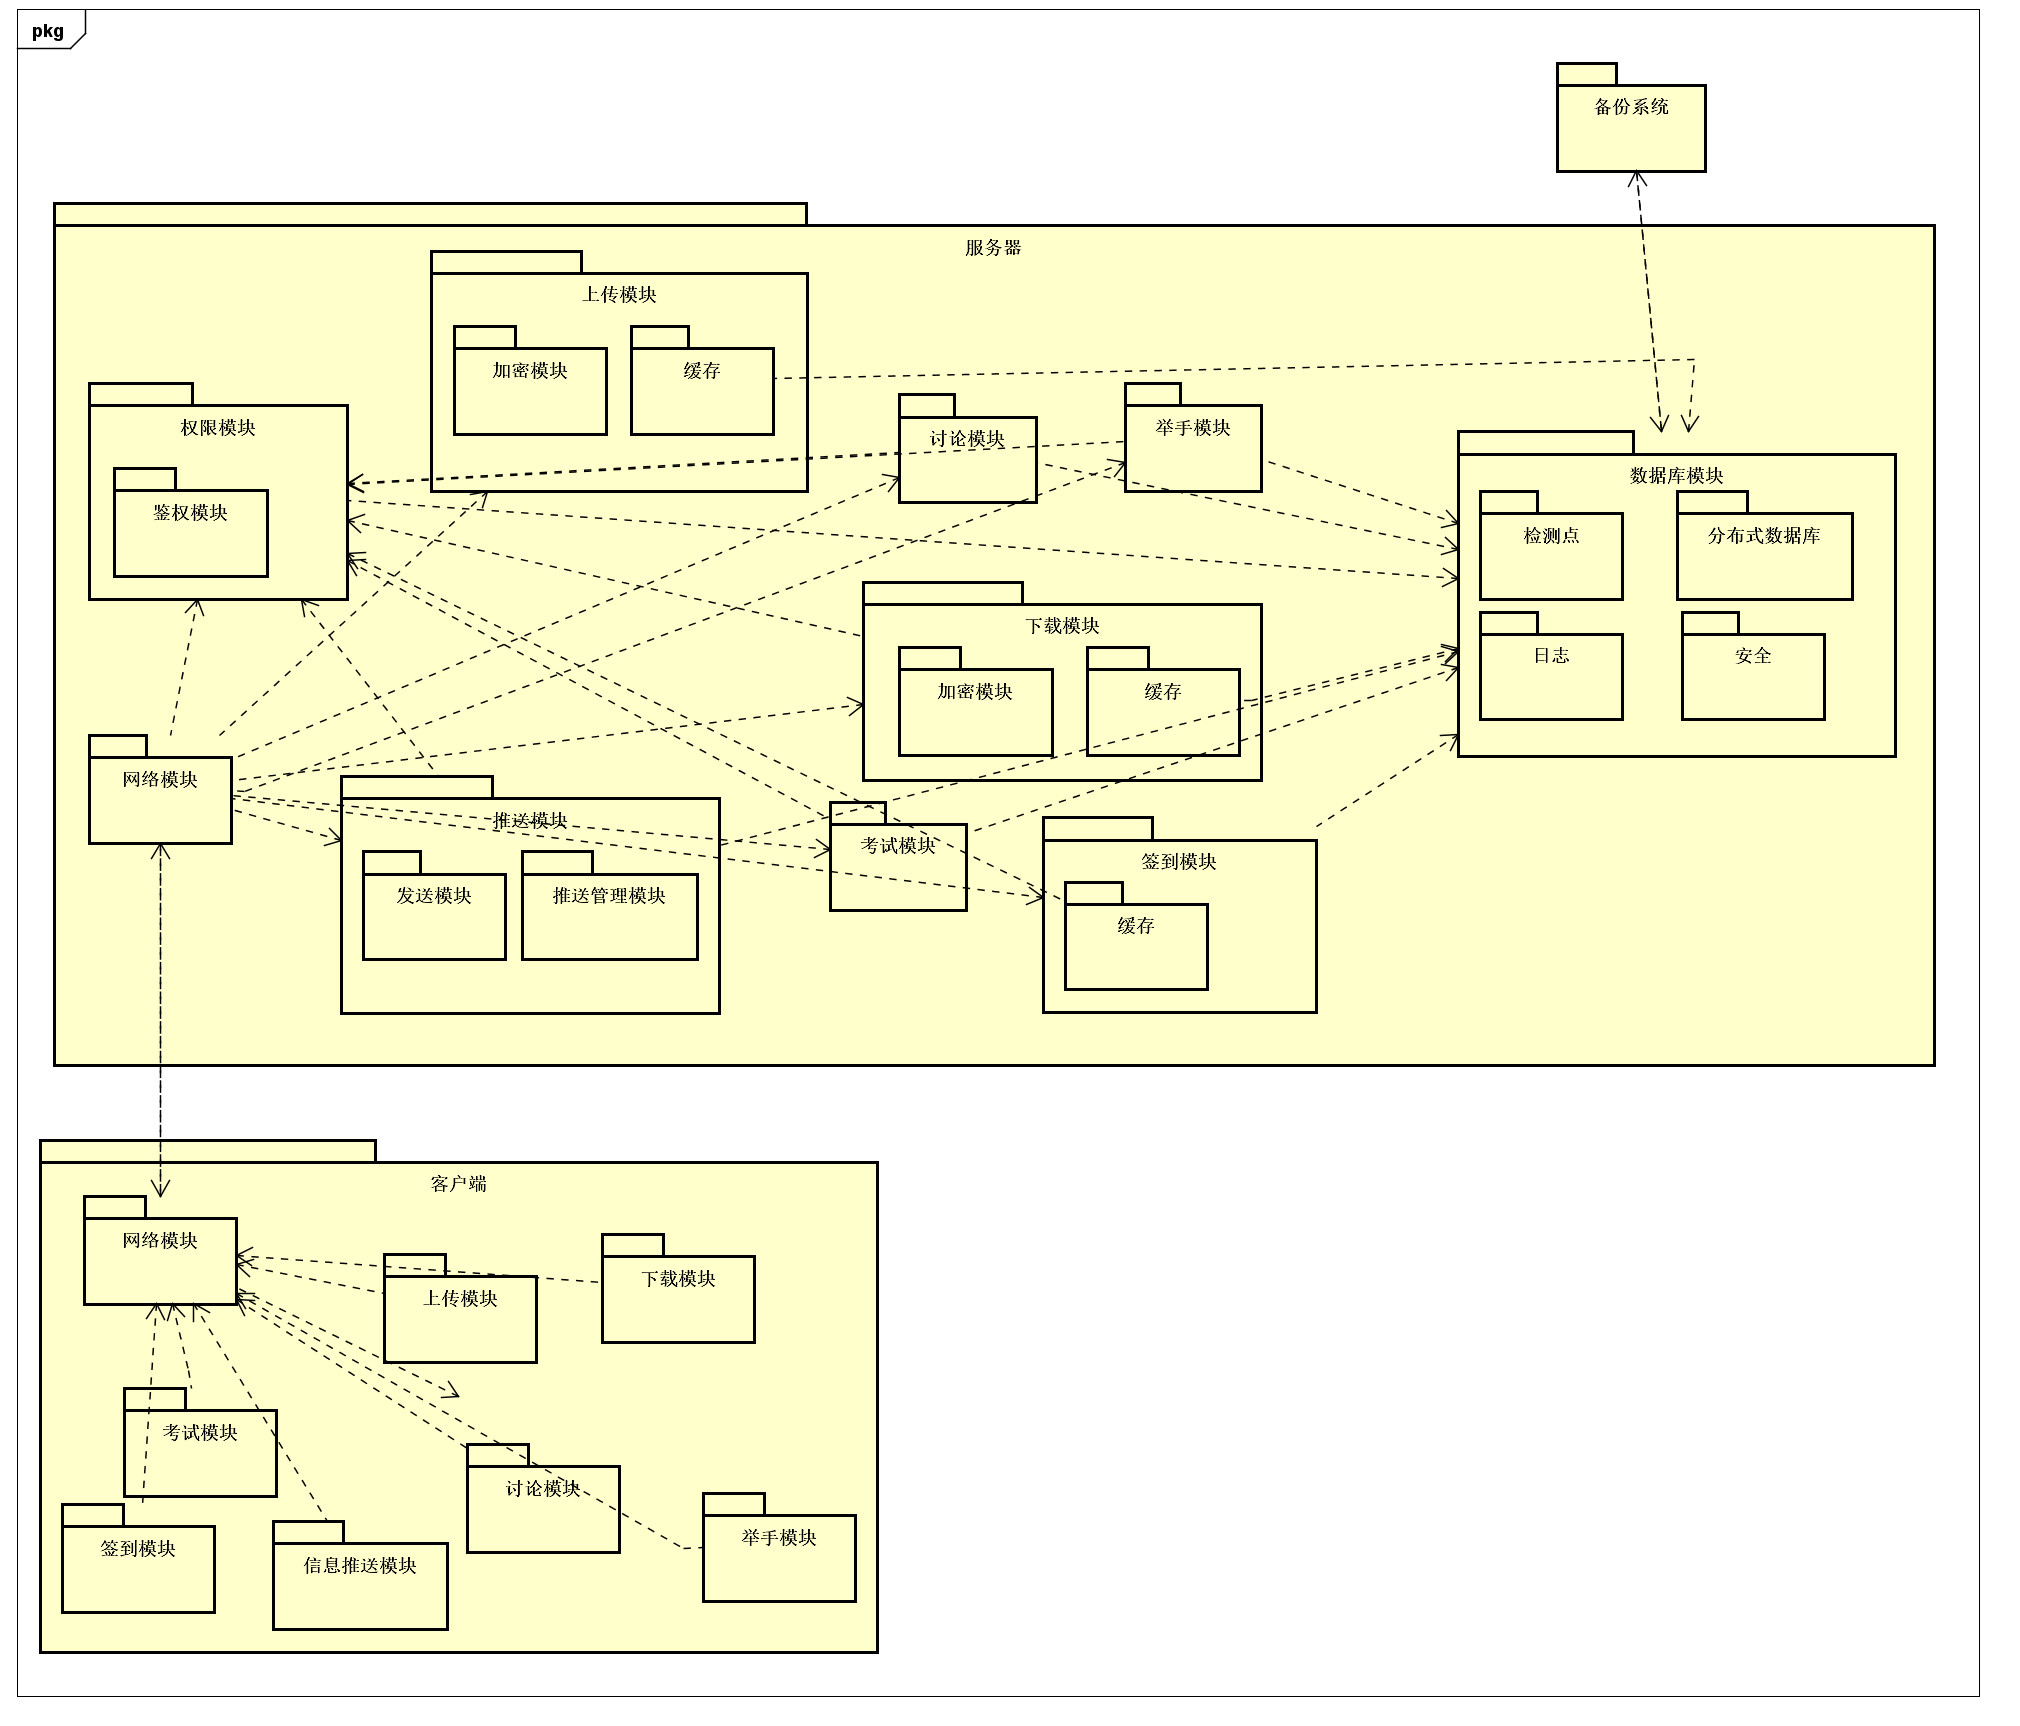 pkg
备份系统
服务器
上传模块
加密模块
缓存
权限模块
鉴权模块
讨论模块
举手模块
数据库模块
检测点
分布式数据库
日志
安全
下载模块
加密模块
缓存
网络模块
推送模块
发送模块
推送管理模块
考试模块
签到模块
缓存
客户端
网络模块
上传模块
下载模块
考试模块
讨论模块
签到模块
信息推送模块
举手模块